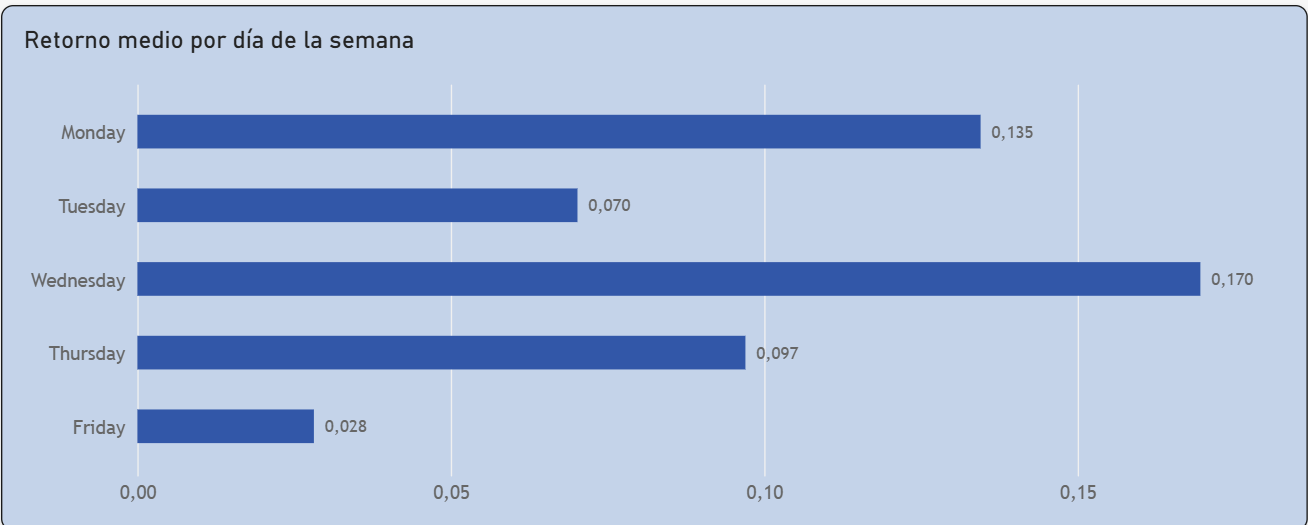 Retorno medio por día de la semana
Monday 0,135
Tuesday 0,070
Wednesday 0,170
Thursday 0,097
Friday 0,028
0,00 0,05 0,10 0,15